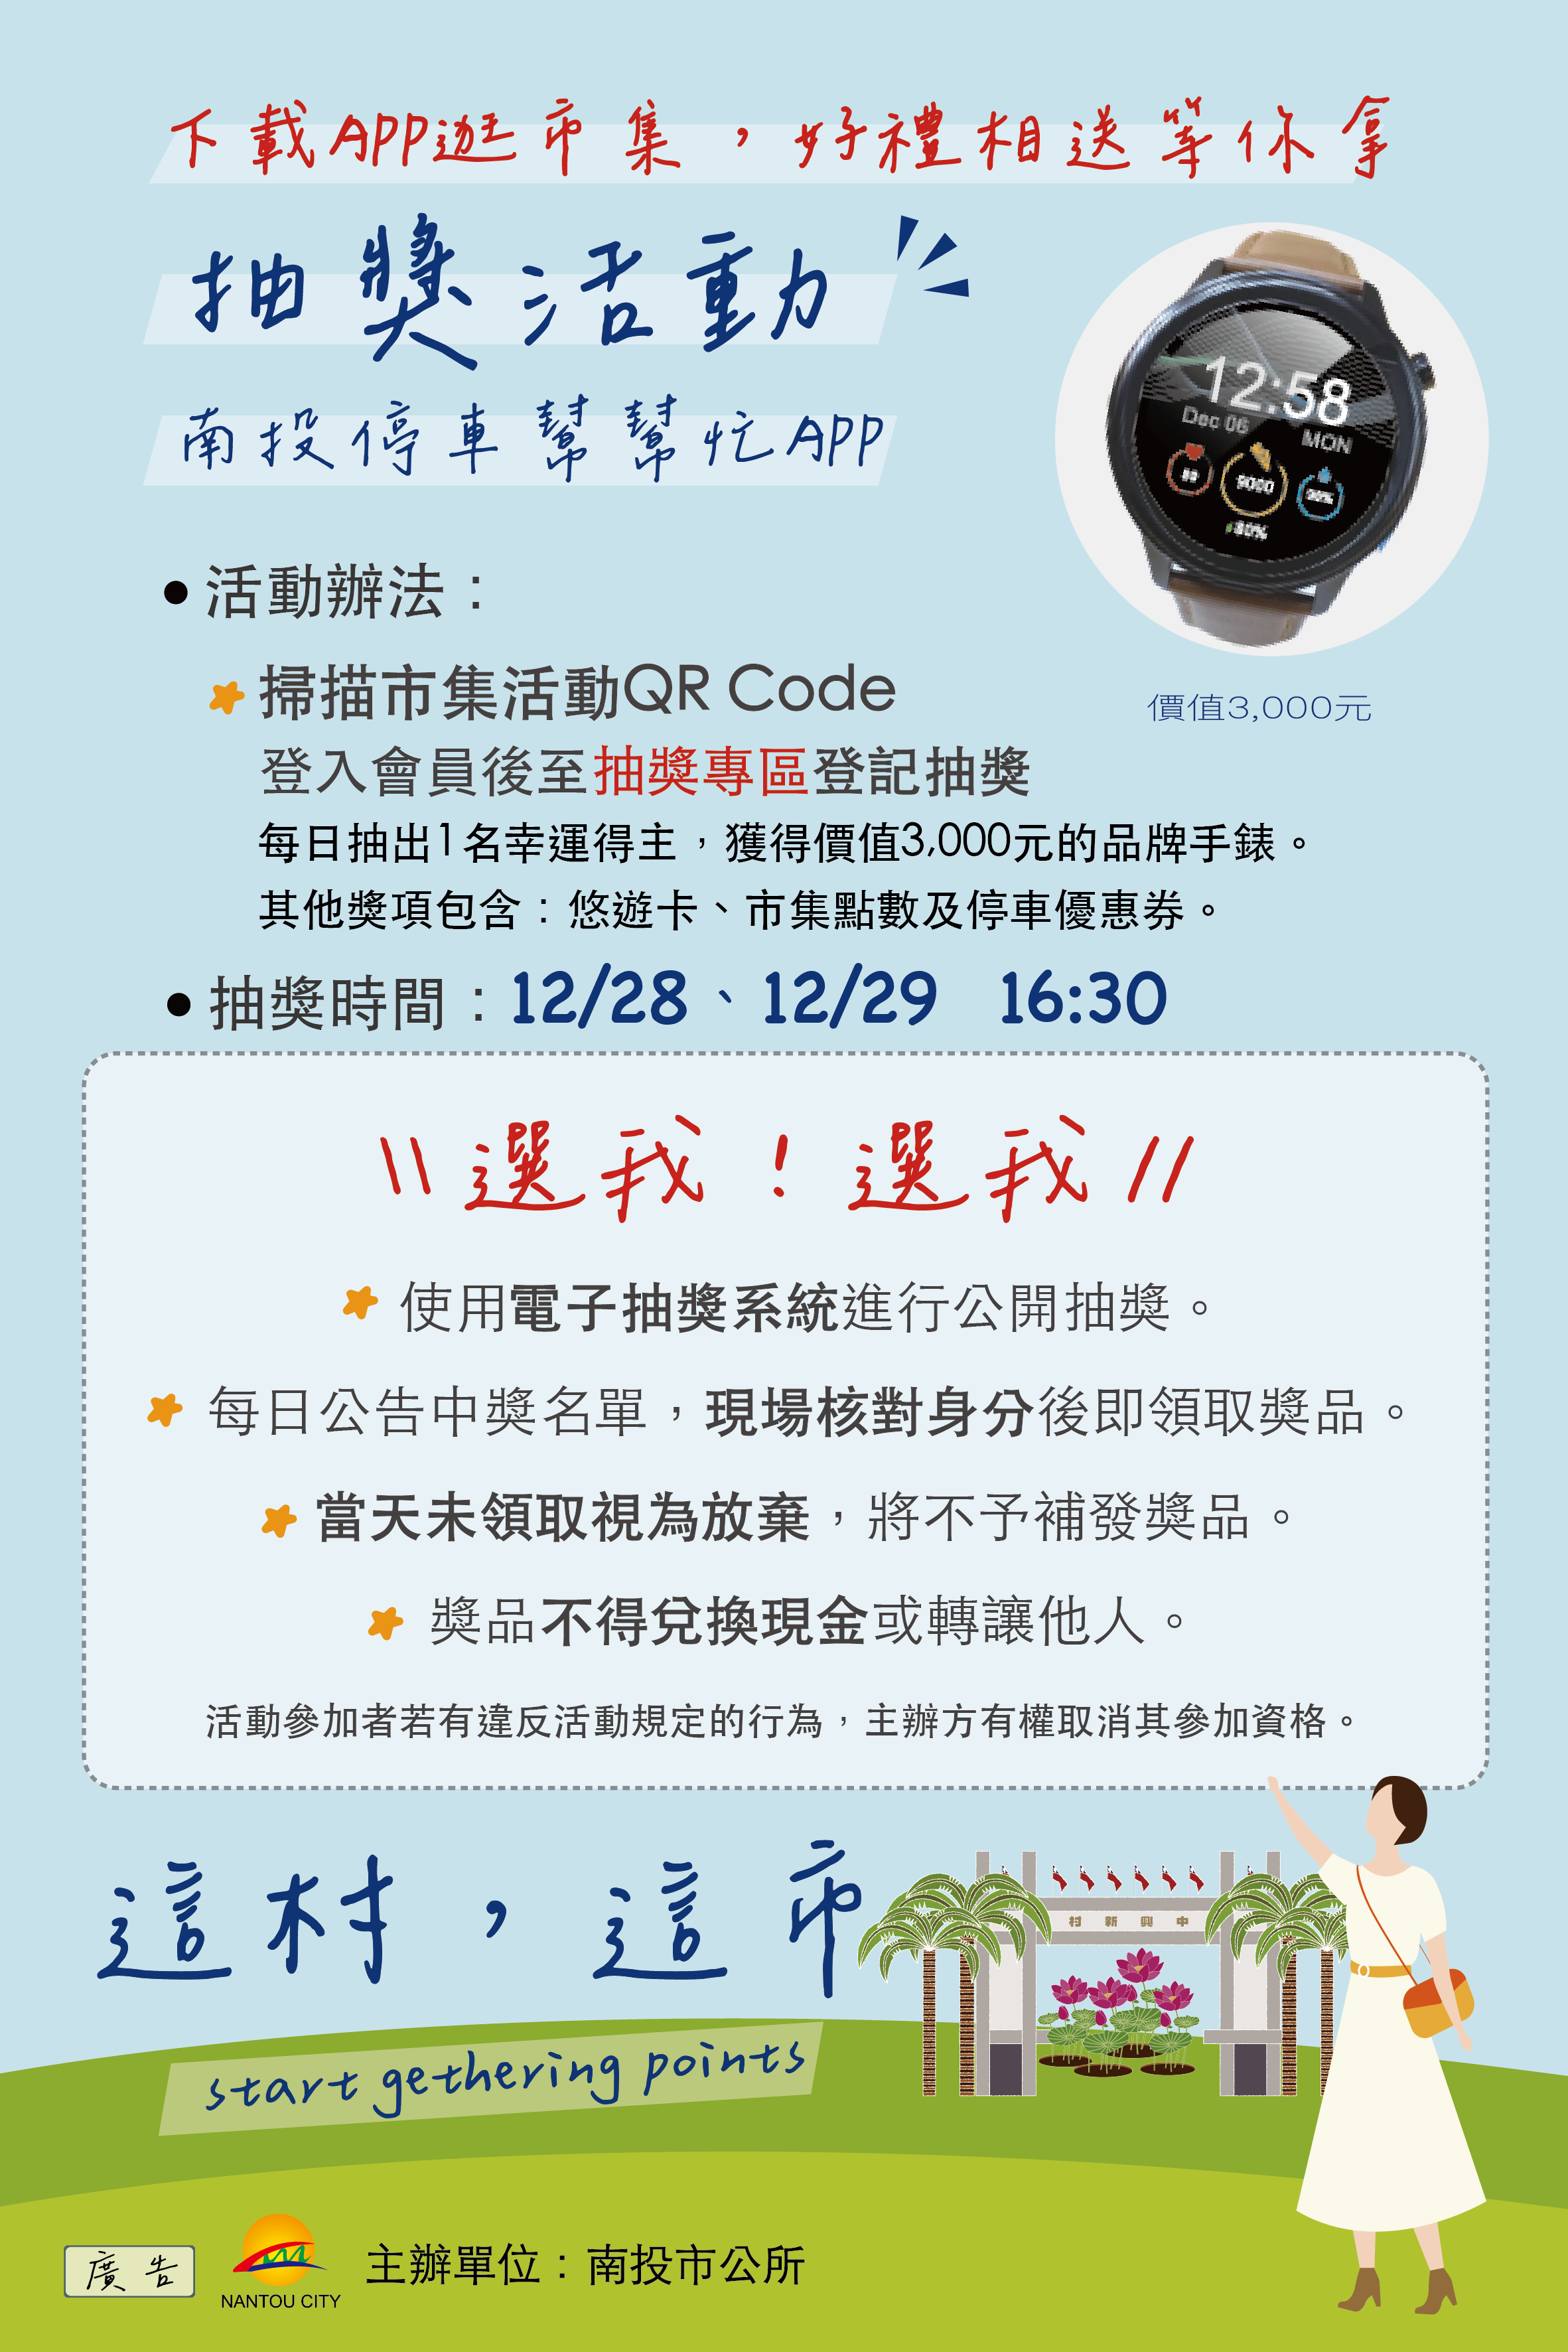 下載APP逛市集，好禮相送等你拿
抽獎活動
南投停車幫幫忙APP
12:58
Dec 06
MON
9000
80%
價值3,000元
●活動辦法：
掃描市集活動QR Code
登入會員後至抽獎專區登記抽獎
每日抽出1名幸運得主，獲得價值3,000元的品牌手錶。
其他獎項包含：悠遊卡、市集點數及停車優惠券。
●抽獎時間：12/28、12/29 16:30
\\選我！選我//
使用電子抽獎系統進行公開抽獎。
每日公告中獎名單，現場核對身分後即領取獎品。
當天未領取視為放棄，將不予補發獎品。
獎品不得兌換現金或轉讓他人。
活動參加者若有違反活動規定的行為，主辦方有權取消其參加資格。
這村，這市
村新興中
start gethering points
廣告
NANTOU CITY
主辦單位：南投市公所